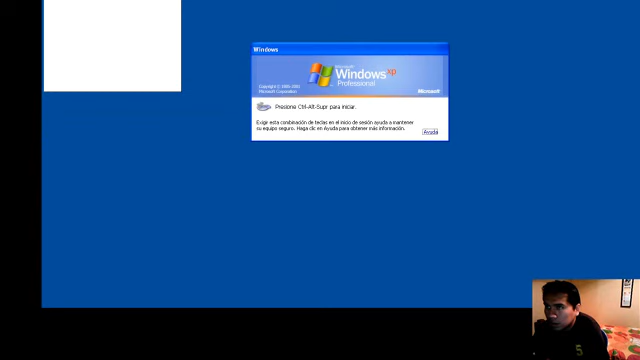 Windows
Windows xp
Professional
Copyright © 1985-2001
Microsoft Corporation
Microsoft
Presione Ctrl-Alt-Supr para iniciar.
Exigir esta combinación de teclas en el inicio de sesión ayuda a mantener
su equipo seguro. Haga clic en Ayuda para obtener más información.
Ayuda